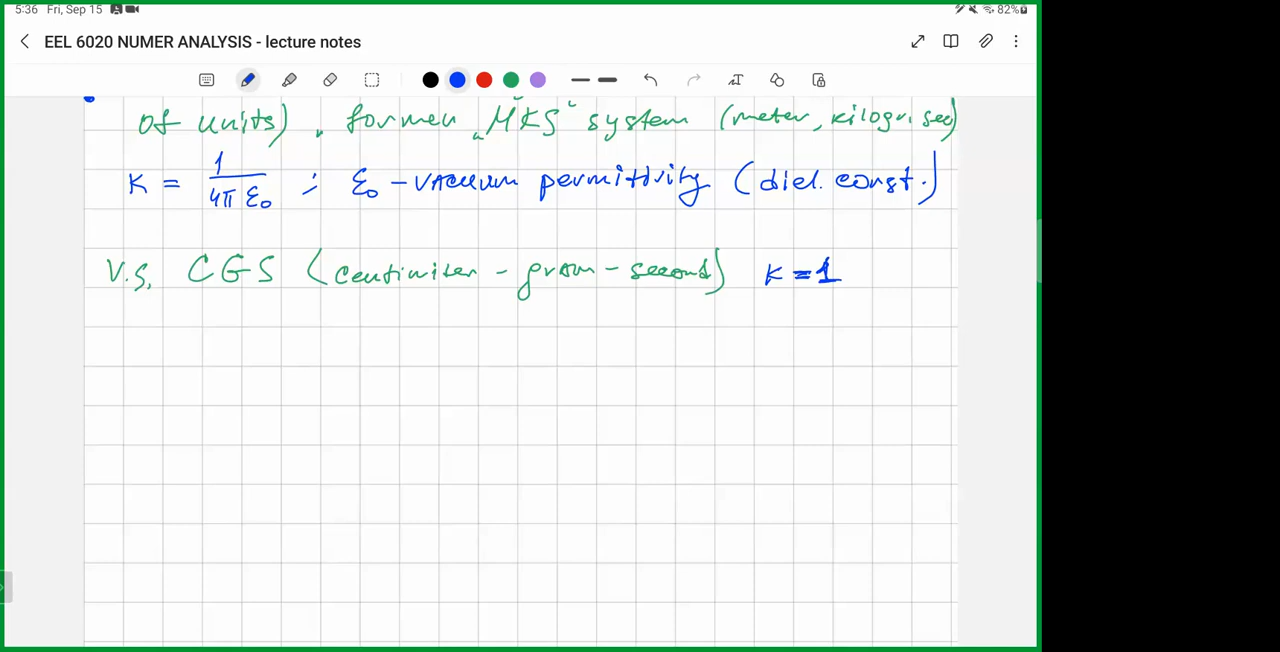 5:36 Fri, Sep 15 82%
EEL 6020 NUMER ANALYSIS - lecture notes
of units). former "MKS" system (meter, kilogr. sec)
K = 1/4π ε₀ ; ε₀ - vacuum permittivity (diel. const.)
V.S. CGS (centimiter - gram - second) K = 1